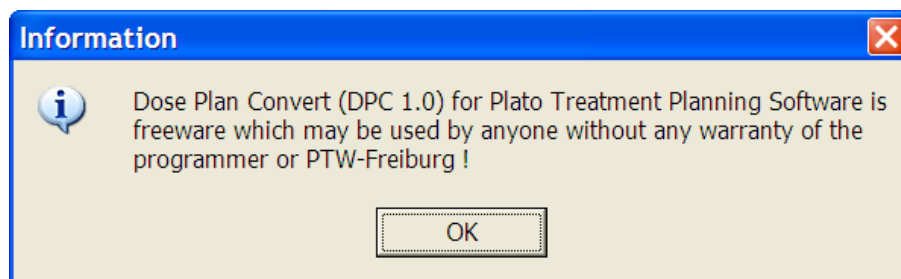 Information
Dose Plan Convert (DPC 1.0) for Plato Treatment Planning Software is
freeware which may be used by anyone without any warranty of the
programmer or PTW-Freiburg !
OK